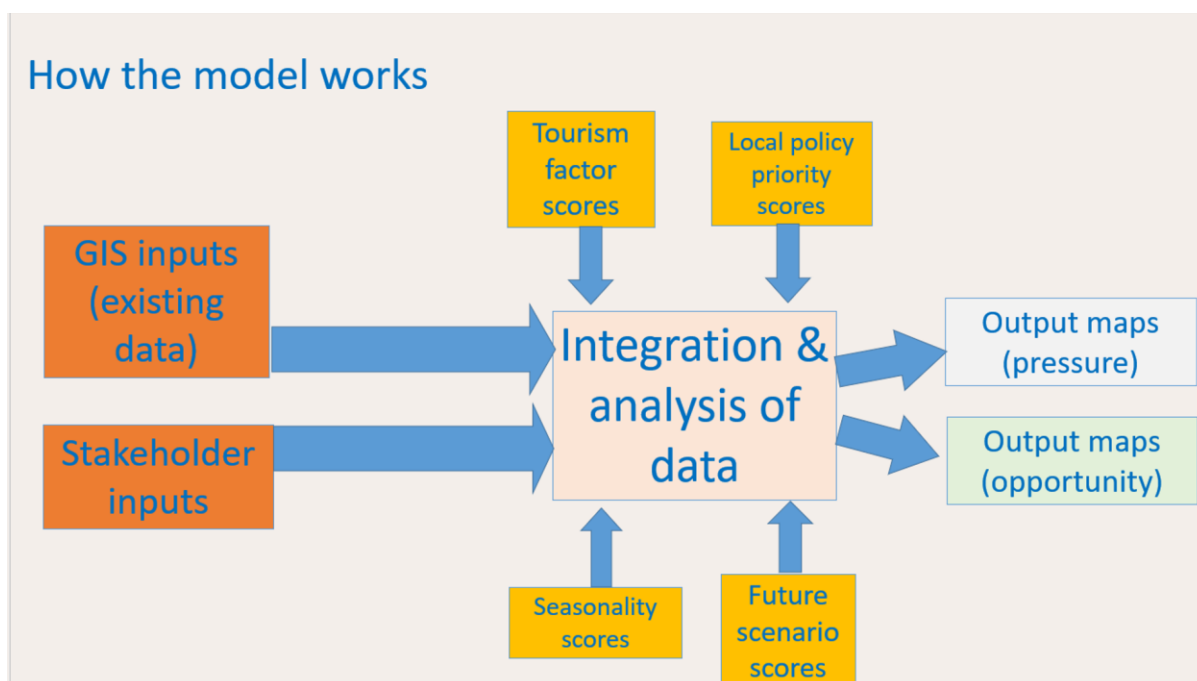 How the model works
Tourism
factor
scores
Local policy
priority
scores
GIS inputs
(existing
data)
Stakeholder
inputs
Integration &
analysis of
data
Output maps
(pressure)
Output maps
(opportunity)
Seasonality
scores
Future
scenario
scores